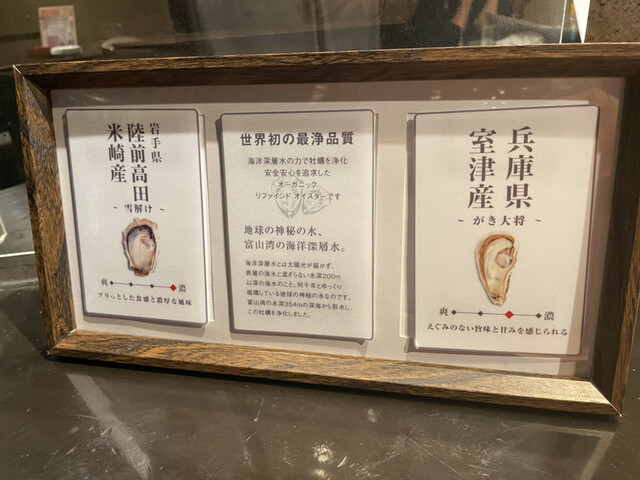 岩手県
陸前高田
米崎産
~ 雪解け ~
爽 濃
プリっとした食感と濃厚な風味
世界初の最浄品質
海洋深層水の力で牡蠣を浄化
安全安心を追求した
オーガニック
リファインド オイスターです
地球の神秘の水、
富山湾の海洋深層水。
海洋深層水とは太陽光が届かず、
表層の海水と混ざらない水深200m
以深の海水のこと。何千年とゆっくり
循環している地球の神秘の水なのです。
富山湾の水深354mの深海から取水し、
この牡蠣を浄化しました。
兵庫県
室津産
~ がき大将 ~
爽 濃
えぐみのない旨味と甘みを感じられる